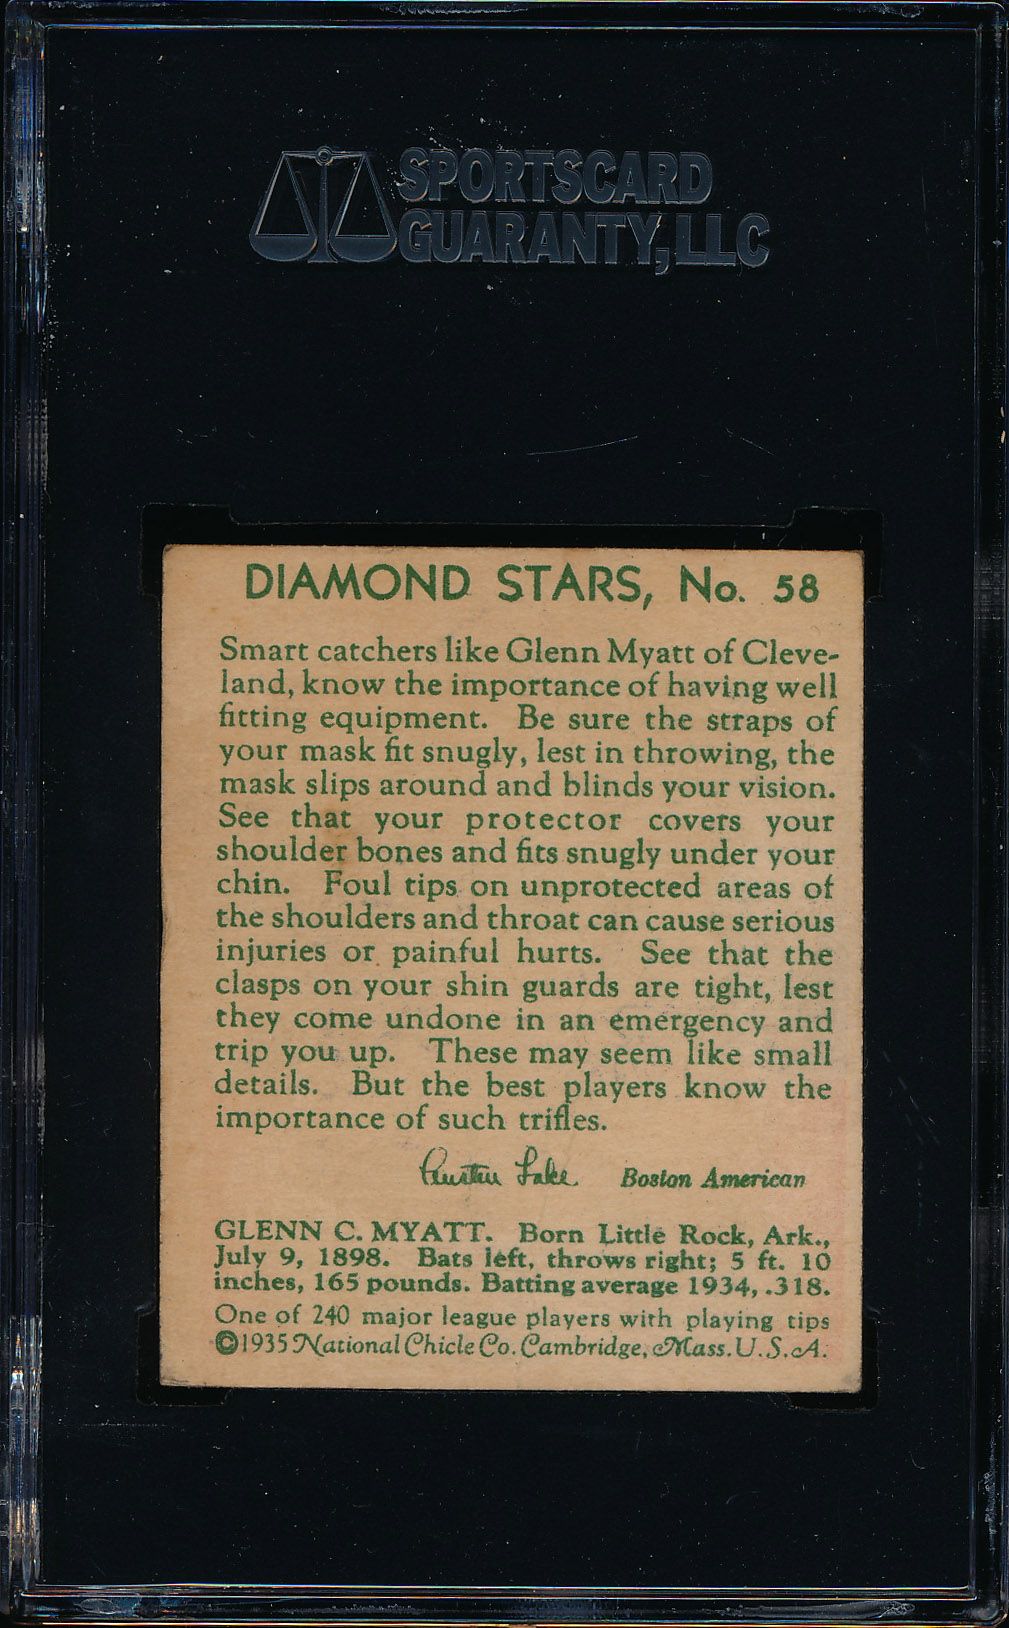 SPORTSCARD
GUARANTY, LLC
DIAMOND STARS, No. 58
Smart catchers like Glenn Myatt of Cleve-
land, know the importance of having well
fitting equipment. Be sure the straps of
your mask fit snugly, lest in throwing, the
mask slips around and blinds your vision.
See that your protector covers your
shoulder bones and fits snugly under your
chin. Foul tips on unprotected areas of
the shoulders and throat can cause serious
injuries or painful hurts. See that the
clasps on your shin guards are tight, lest
they come undone in an emergency and
trip you up. These may seem like small
details. But the best players know the
importance of such trifles.
Austen Lake Boston American
GLENN C. MYATT. Born Little Rock, Ark.,
July 9, 1898. Bats left, throws right; 5 ft. 10
inches, 165 pounds. Batting average 1934, .318.
One of 240 major league players with playing tips
©1935 National Chicle Co. Cambridge, Mass. U.S.A.